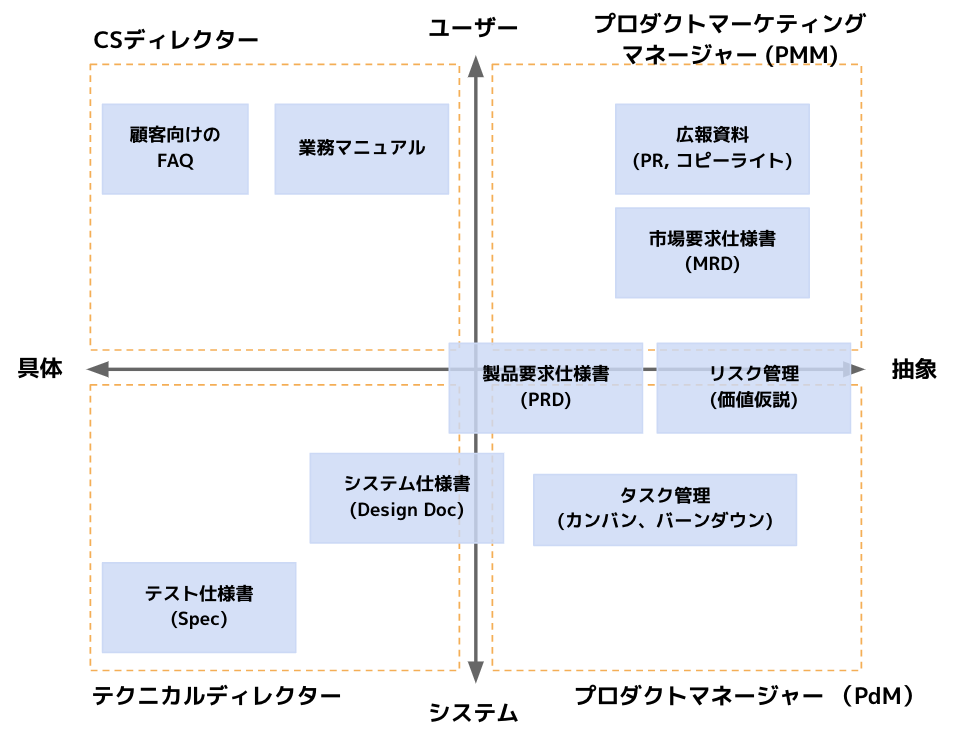 ユーザー
CSディレクター
プロダクトマーケティング
マネージャー (PMM)
顧客向けの
FAQ
業務マニュアル
広報資料
(PR, コピーライト)
市場要求仕様書
(MRD)
具体
製品要求仕様書
(PRD)
リスク管理
(価値仮説)
抽象
システム仕様書
(Design Doc)
タスク管理
(カンバン、バーンダウン)
テスト仕様書
(Spec)
テクニカルディレクター
プロダクトマネージャー （PdM）
システム